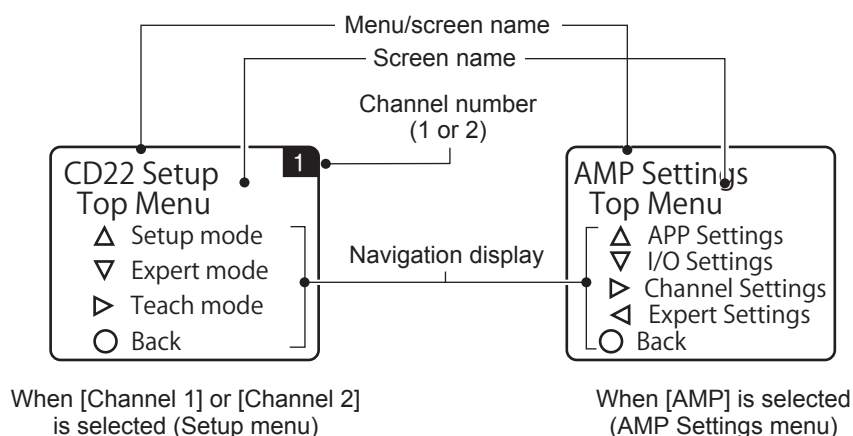 Menu/screen name
Screen name
Channel number
(1 or 2)
1
CD22 Setup
Top Menu
△ Setup mode
▽ Expert mode
▷ Teach mode
○ Back
Navigation display
AMP Settings
Top Menu
△ APP Settings
▽ I/O Settings
▷ Channel Settings
◁ Expert Settings
○ Back
When [Channel 1] or [Channel 2]
is selected (Setup menu)
When [AMP] is selected
(AMP Settings menu)